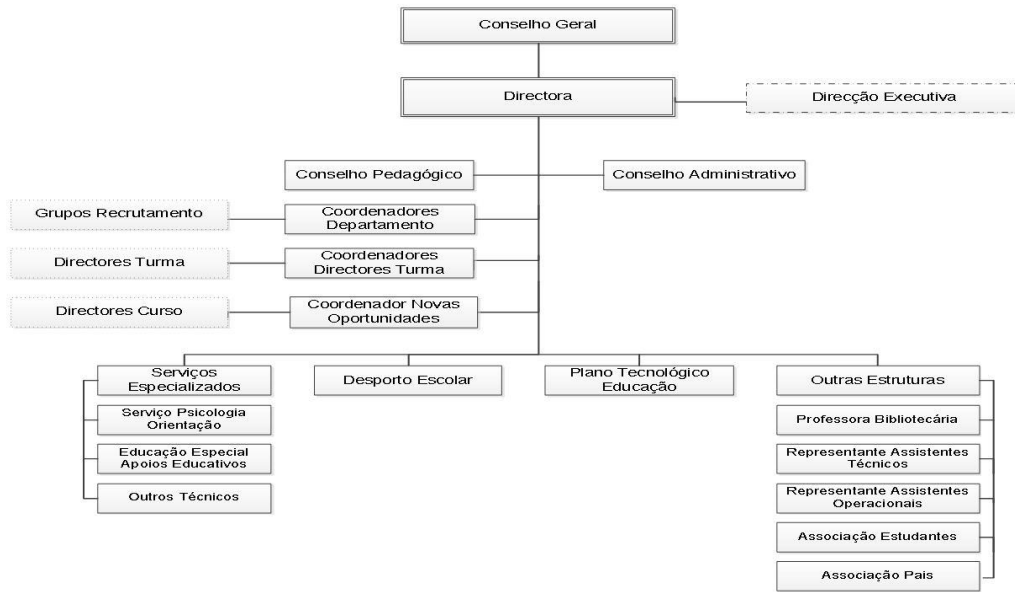 Conselho Geral
Directora
Direcção Executiva
Conselho Pedagógico
Conselho Administrativo
Grupos Recrutamento
Coordenadores
Departamento
Directores Turma
Coordenadores
Directores Turma
Directores Curso
Coordenador Novas
Oportunidades
Serviços
Especializados
Desporto Escolar
Plano Tecnológico
Educação
Outras Estruturas
Serviço Psicologia
Orientação
Educação Especial
Apoios Educativos
Outros Técnicos
Professora Bibliotecária
Representante Assistentes
Técnicos
Representante Assistentes
Operacionais
Associação Estudantes
Associação Pais